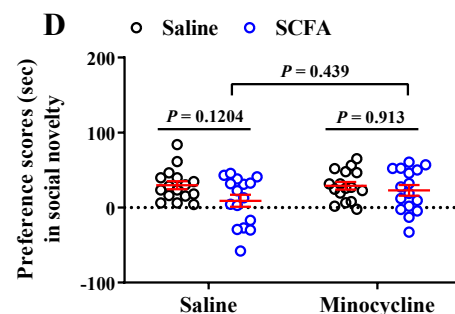 D
Saline SCFA
Preference scores (sec)
in social novelty
200
100
0
-100
P = 0.439
P = 0.1204
P = 0.913
Saline Minocycline